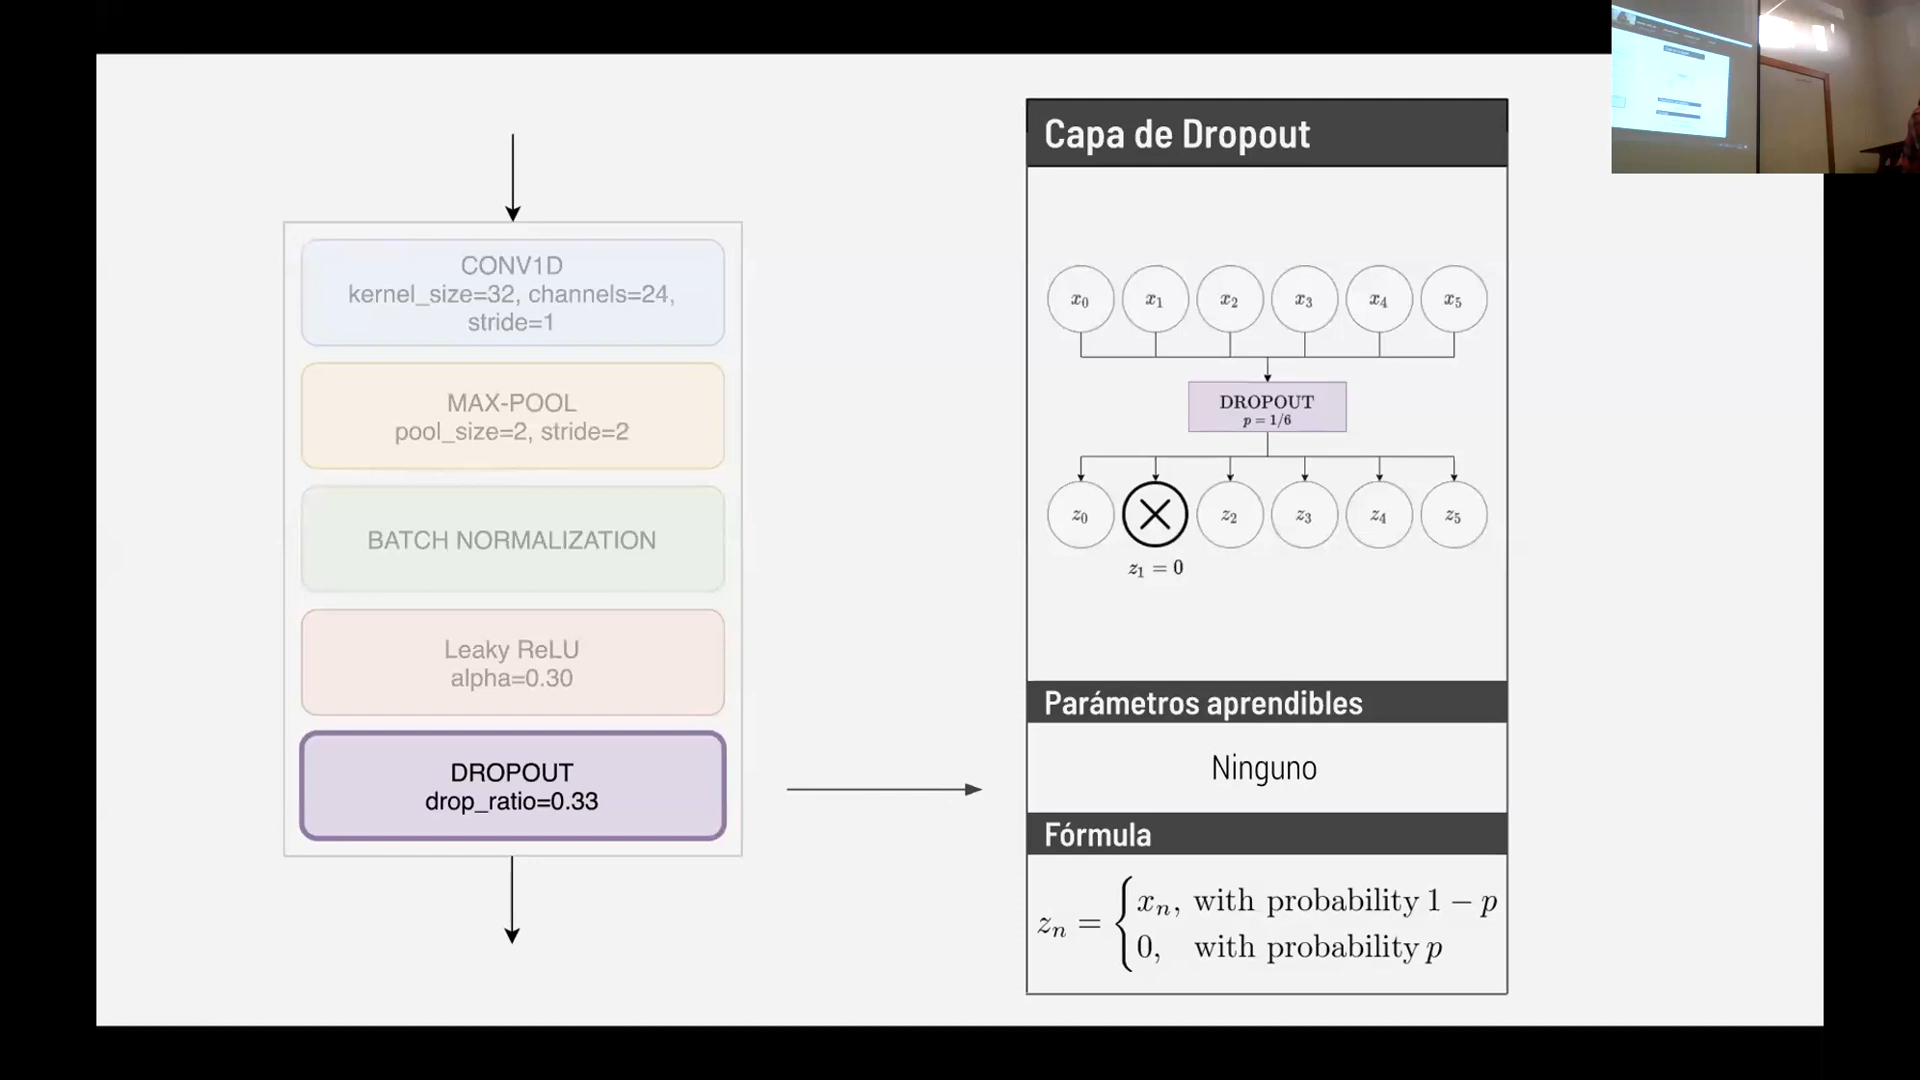 CONV1D
kernel_size=32, channels=24,
stride=1
MAX-POOL
pool_size=2, stride=2
BATCH NORMALIZATION
Leaky ReLU
alpha=0.30
DROPOUT
drop_ratio=0.33
Capa de Dropout
x₀ x₁ x₂ x₃ x₄ x₅
DROPOUT
p = 1/6
z₀ z₂ z₃ z₄ z₅
z₁ = 0
Parámetros aprendibles
Ninguno
Fórmula
zₙ = { xₙ, with probability 1 − p
0, with probability p